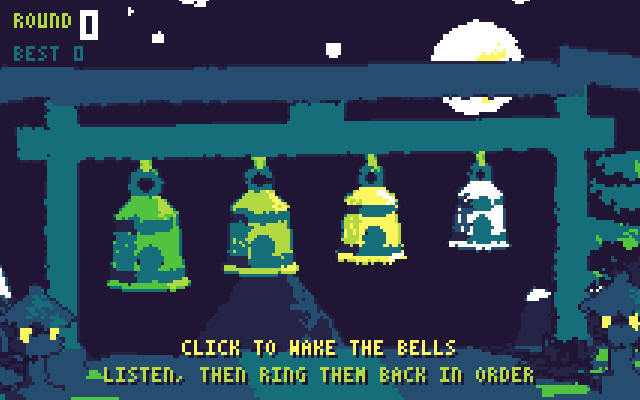 ROUND 0
BEST 0
CLICK TO WAKE THE BELLS
LISTEN, THEN RING THEM BACK IN ORDER